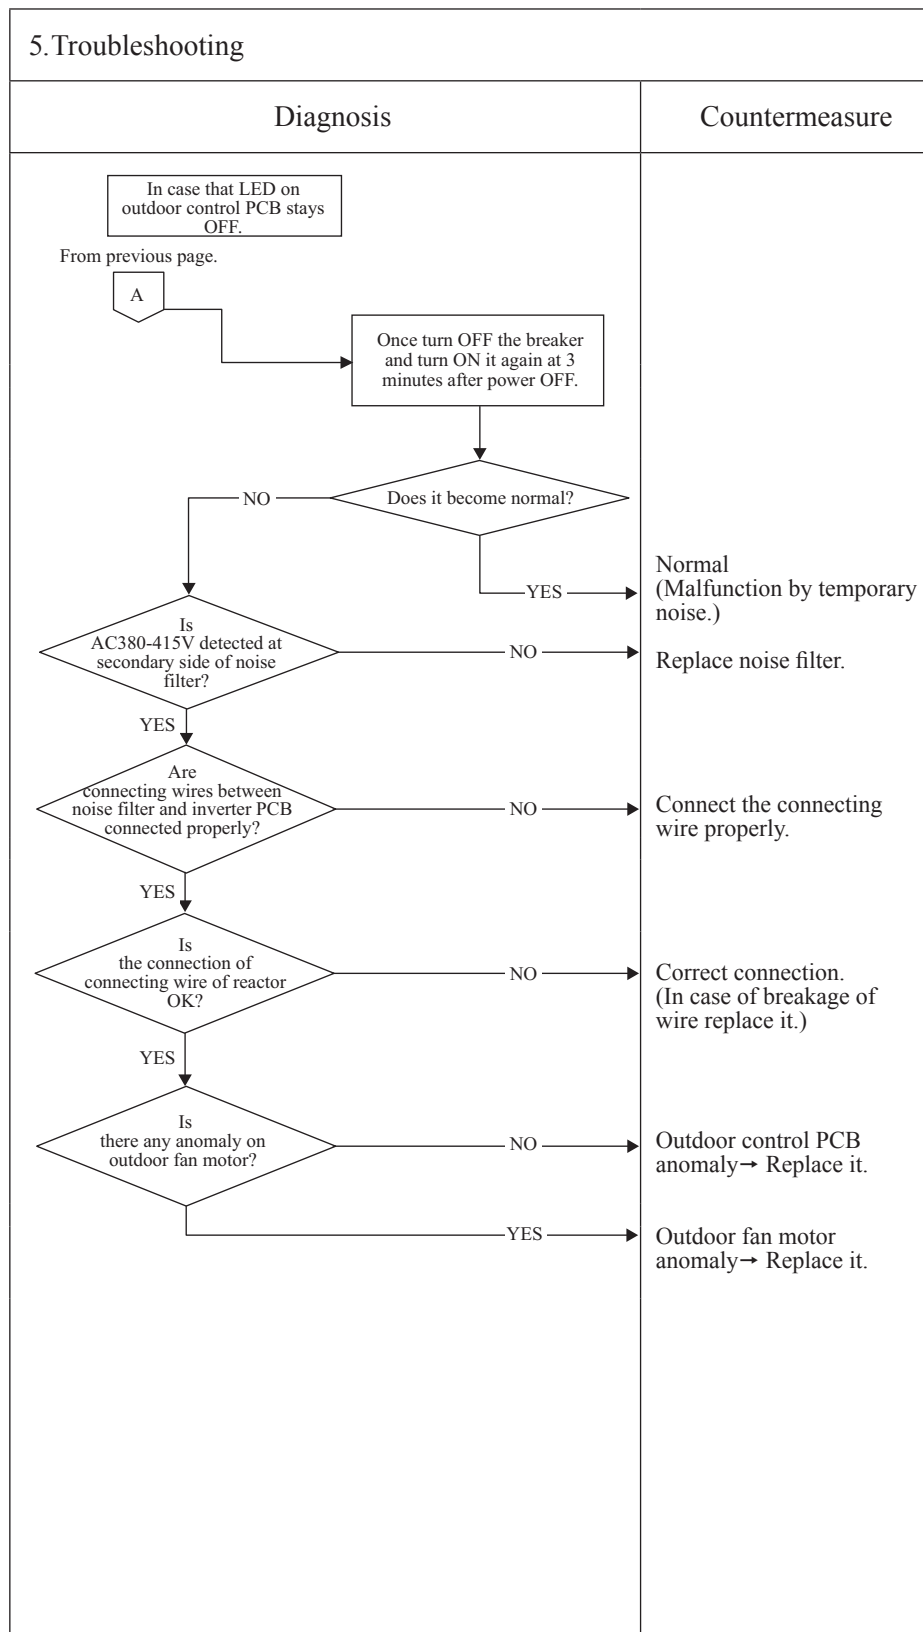 5.Troubleshooting
Diagnosis
Countermeasure
In case that LED on
outdoor control PCB stays
OFF.
From previous page.
A
Once turn OFF the breaker
and turn ON it again at 3
minutes after power OFF.
Does it become normal?
NO
YES
Normal
(Malfunction by temporary
noise.)
Is
AC380-415V detected at
secondary side of noise
filter?
NO
Replace noise filter.
YES
Are
connecting wires between
noise filter and inverter PCB
connected properly?
NO
Connect the connecting
wire properly.
YES
Is
the connection of
connecting wire of reactor
OK?
NO
Correct connection.
(In case of breakage of
wire replace it.)
YES
Is
there any anomaly on
outdoor fan motor?
NO
Outdoor control PCB
anomaly→ Replace it.
YES
Outdoor fan motor
anomaly→ Replace it.